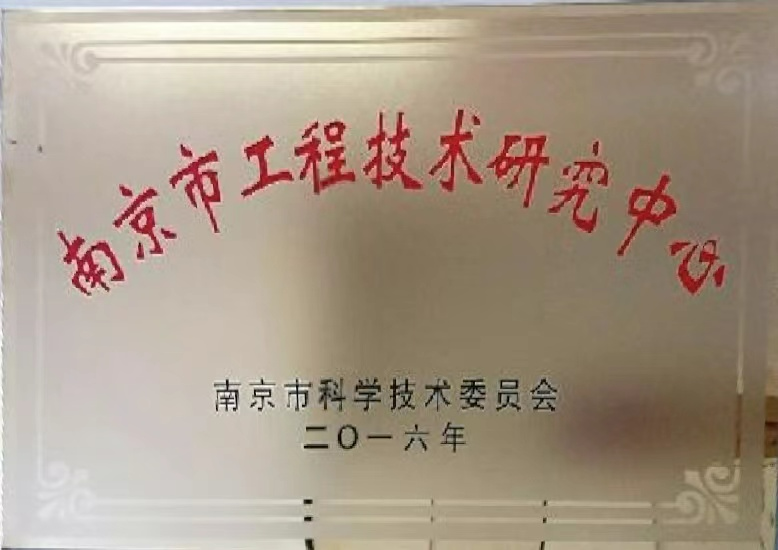 南京市工程技术研究中心
南京市科学技术委员会
二〇一六年